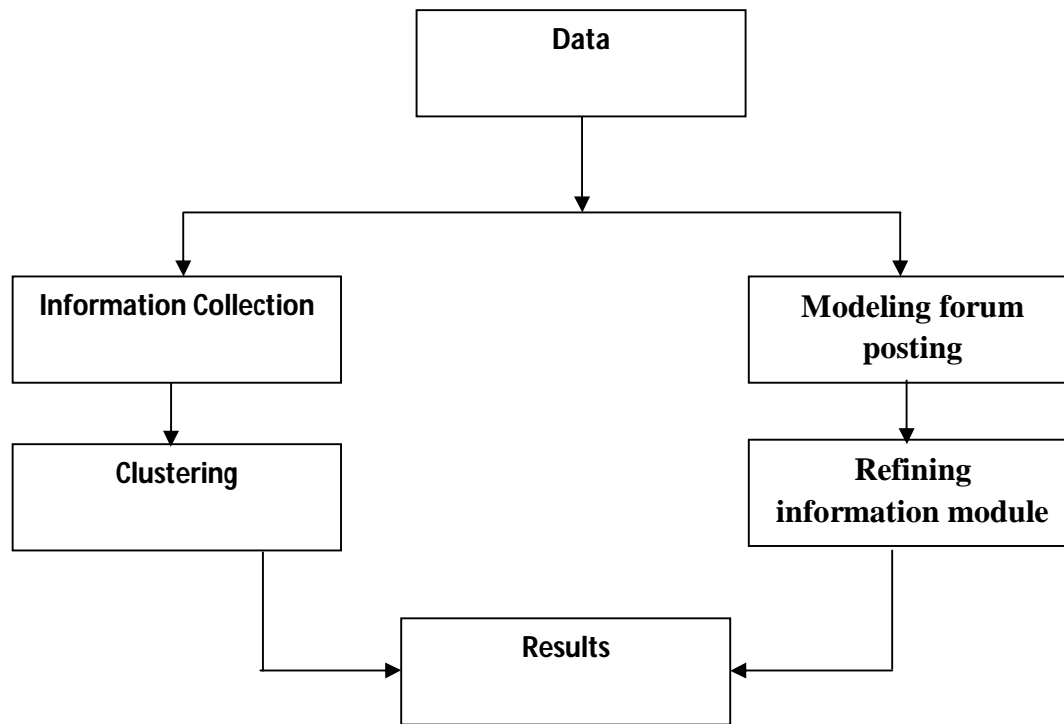 Data
Information Collection
Modeling forum
posting
Clustering
Refining
information module
Results